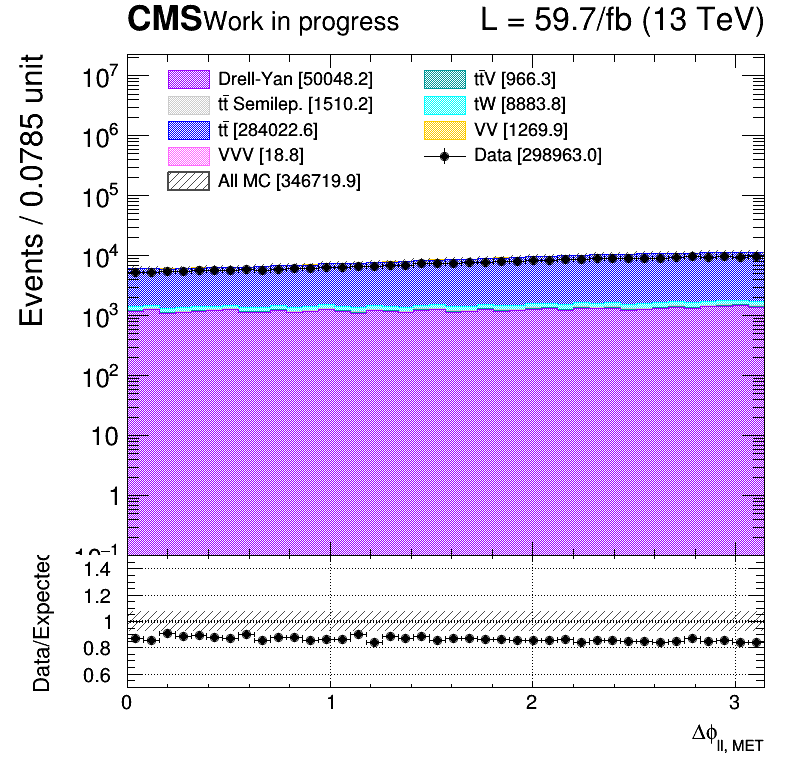 CMS Work in progress L = 59.7/fb (13 TeV)
Events / 0.0785 unit
10⁷
10⁶
10⁵
10⁴
10³
10²
10
1
10⁻¹
Drell-Yan [50048.2]
tt̄ Semilep. [1510.2]
tt̄ [284022.6]
VVV [18.8]
All MC [346719.9]
tt̄V [966.3]
tW [8883.8]
VV [1269.9]
Data [298963.0]
Data/Expected
1.4
1.2
1
0.8
0.6
0 1 2 3
Δϕ_ll, MET